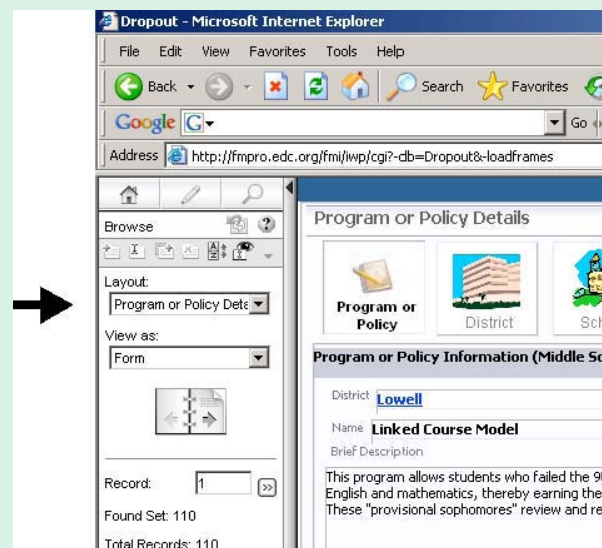 Dropout - Microsoft Internet Explorer
File Edit View Favorites Tools Help
Back Search Favorites
Google G Go
Address http://fmpro.edc.org/fmi/iwp/cgi?-db=Dropout&-loadframes
Browse
Layout:
Program or Policy Deta
View as:
Form
Record: 1
Found Set: 110
Total Records: 110
Program or Policy Details
Program or Policy
District
Sch
Program or Policy Information (Middle Sc
District Lowell
Name Linked Course Model
Brief Description
This program allows students who failed the 9
English and mathematics, thereby earning the
These "provisional sophomores" review and re